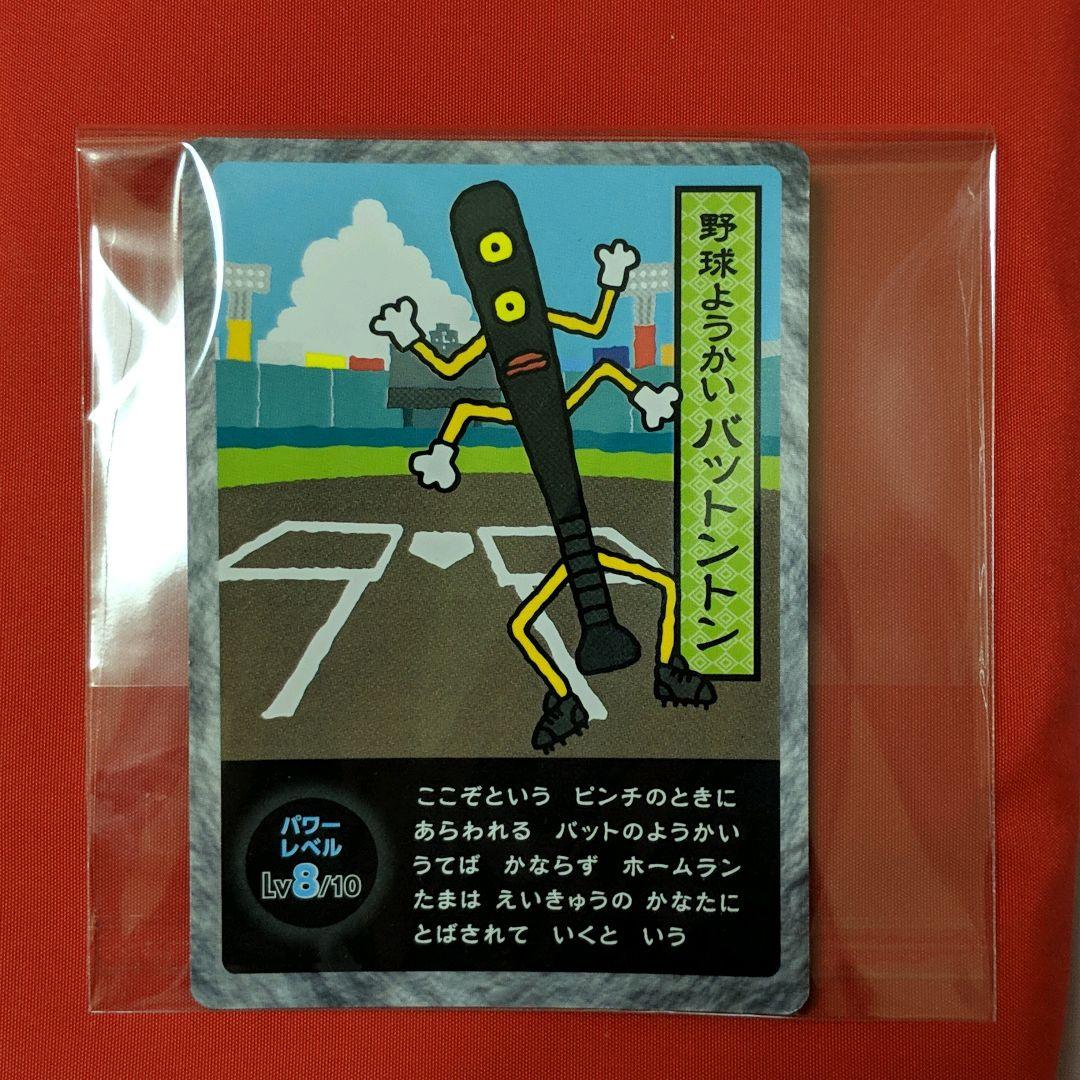 野球ようかい バットントン
パワー
レベル
Lv8/10
ここぞという ピンチのときに
あらわれる バットのようかい
うてば かならず ホームラン
たまは えいきゅうの かなたに
とばされて いくと いう